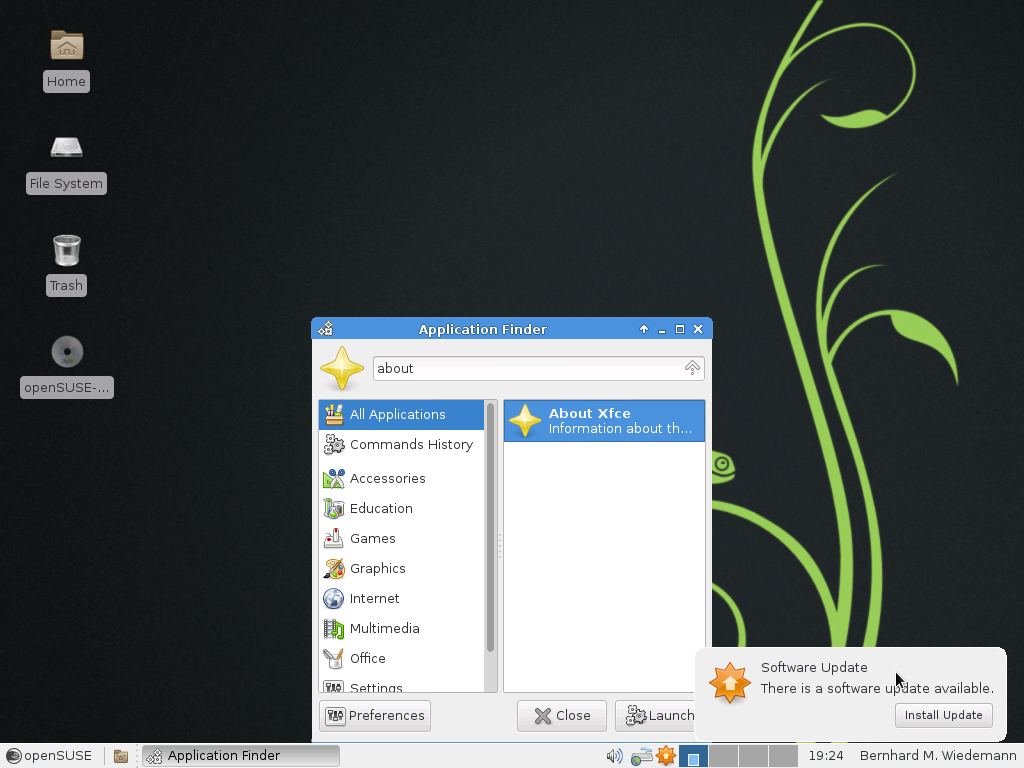 Home
File System
Trash
openSUSE-...
Application Finder
about
All Applications
Commands History
Accessories
Education
Games
Graphics
Internet
Multimedia
Office
Settings
About Xfce
Information about th...
Preferences
Close
Launch
Software Update
There is a software update available.
Install Update
openSUSE
Application Finder
19:24
Bernhard M. Wiedemann